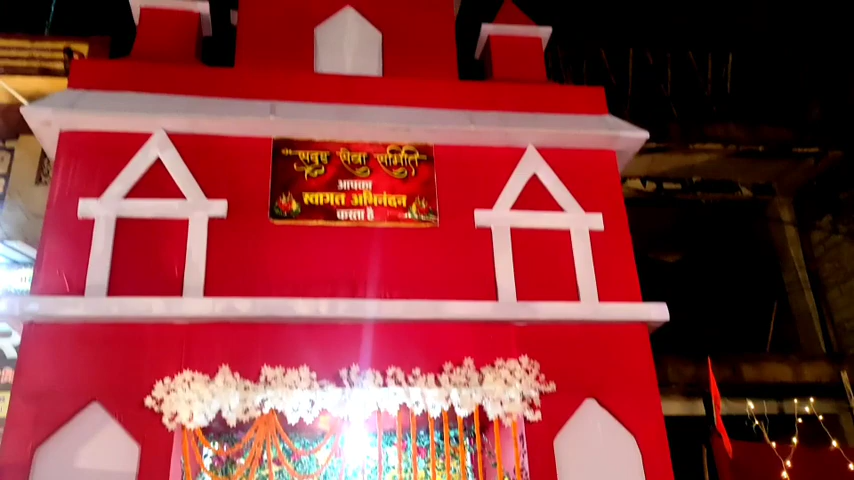 सेवा समिति
आपका
स्वागत अभिनंदन
करता है